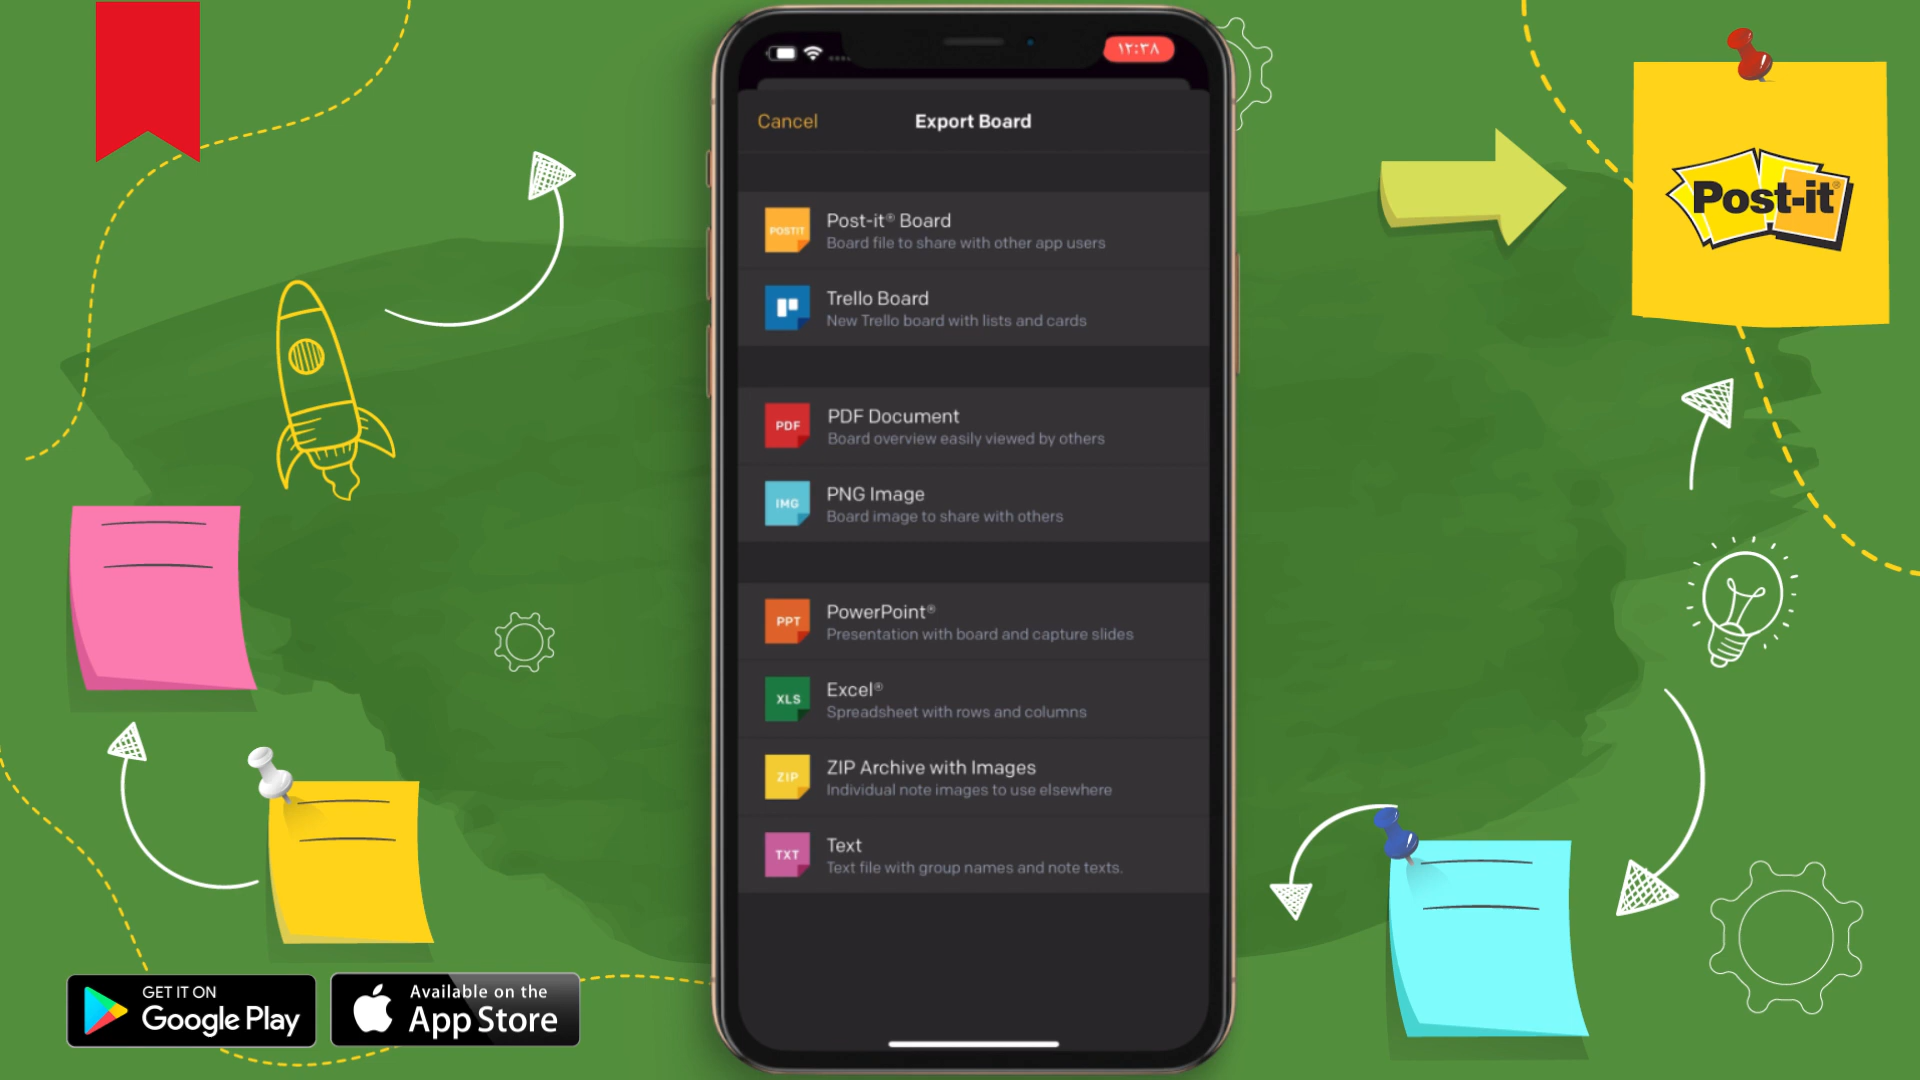 ١٢:٣٨
Cancel
Export Board
POSTIT
Post-it® Board
Board file to share with other app users
Trello Board
New Trello board with lists and cards
PDF
PDF Document
Board overview easily viewed by others
IMG
PNG Image
Board image to share with others
PPT
PowerPoint®
Presentation with board and capture slides
XLS
Excel®
Spreadsheet with rows and columns
ZIP
ZIP Archive with Images
Individual note images to use elsewhere
TXT
Text
Text file with group names and note texts.
Post-it®
GET IT ON
Google Play
Available on the
App Store